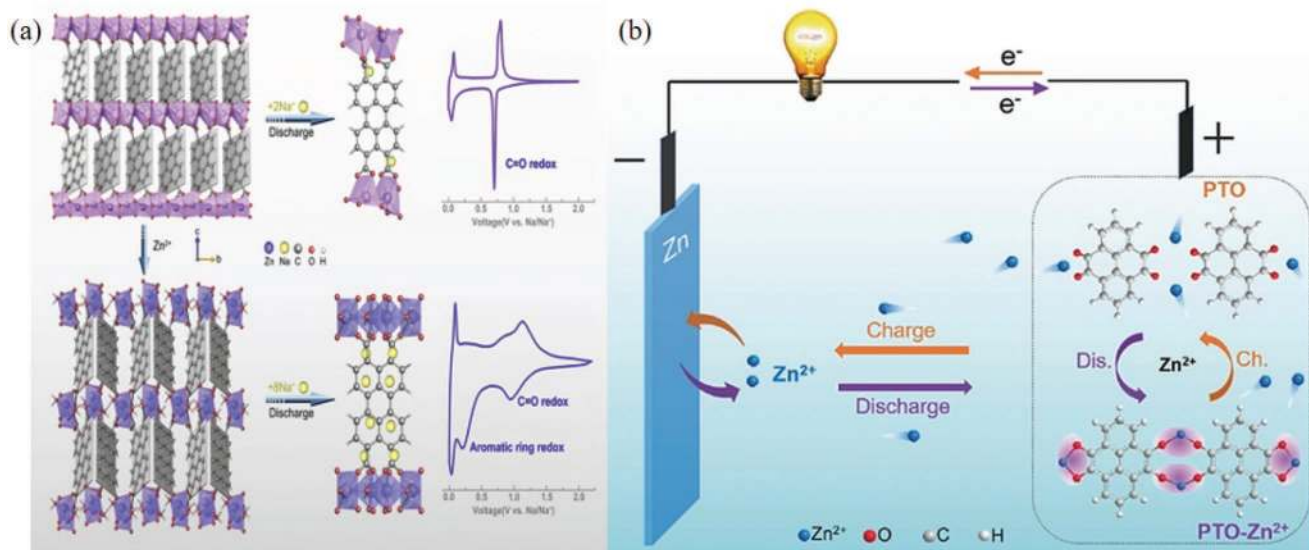 (a)
+2Na⁺
Discharge
C=O redox
0.0 0.5 1.0 1.5 2.0
Voltage(V vs. Na/Na⁺)
Zn²⁺
c
b
Zn Na C O H
+8Na⁺
Discharge
C=O redox
Aromatic ring redox
0.0 0.5 1.0 1.5 2.0
Voltage(V vs. Na/Na⁺)
(b)
e⁻
e⁻
−
+
Zn
PTO
Charge
Zn²⁺
Discharge
Dis.
Zn²⁺
Ch.
PTO-Zn²⁺
Zn²⁺ O C H